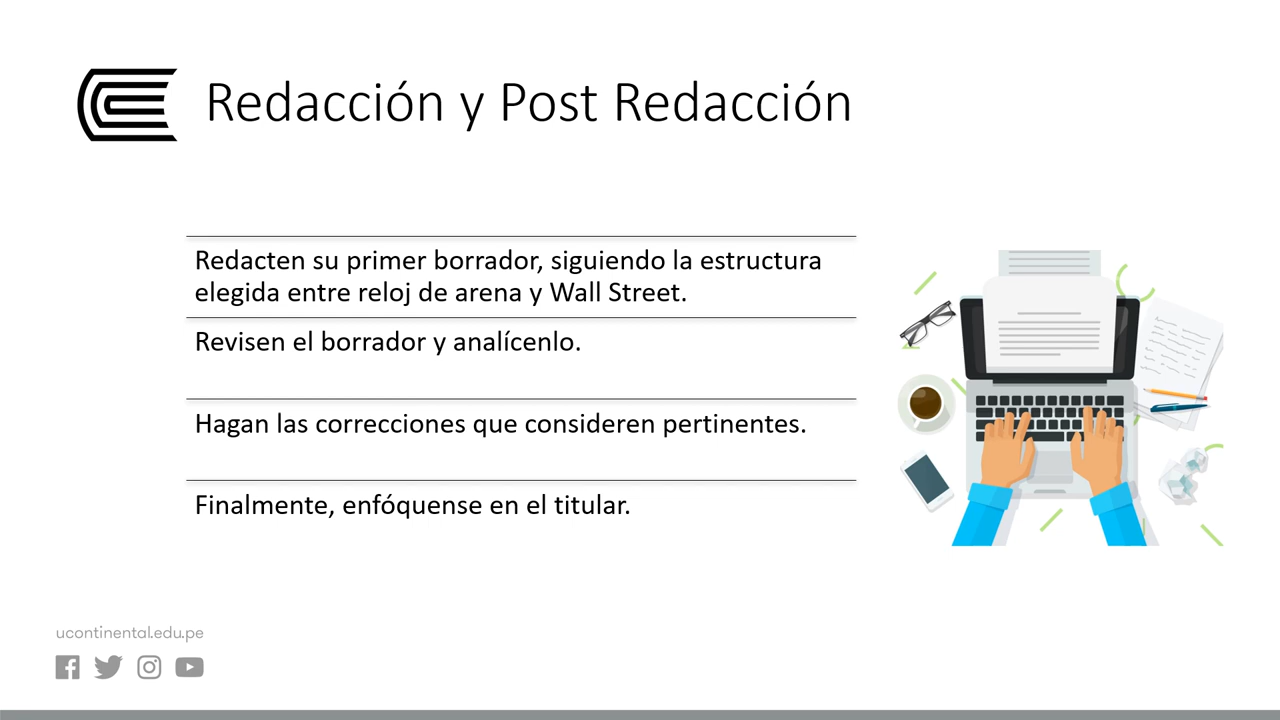 Redacción y Post Redacción
Redacten su primer borrador, siguiendo la estructura
elegida entre reloj de arena y Wall Street.
Revisen el borrador y analícenlo.
Hagan las correcciones que consideren pertinentes.
Finalmente, enfóquense en el titular.
ucontinental.edu.pe